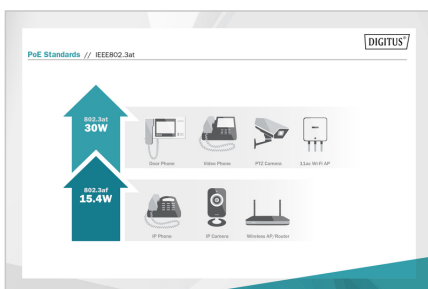 DIGITUS®
PoE Standards // IEEE802.3at
802.3at
30W
Door Phone
Video Phone
PTZ Camera
11ac Wi-Fi AP
802.3af
15.4W
IP Phone
IP Camera
Wireless AP/Router